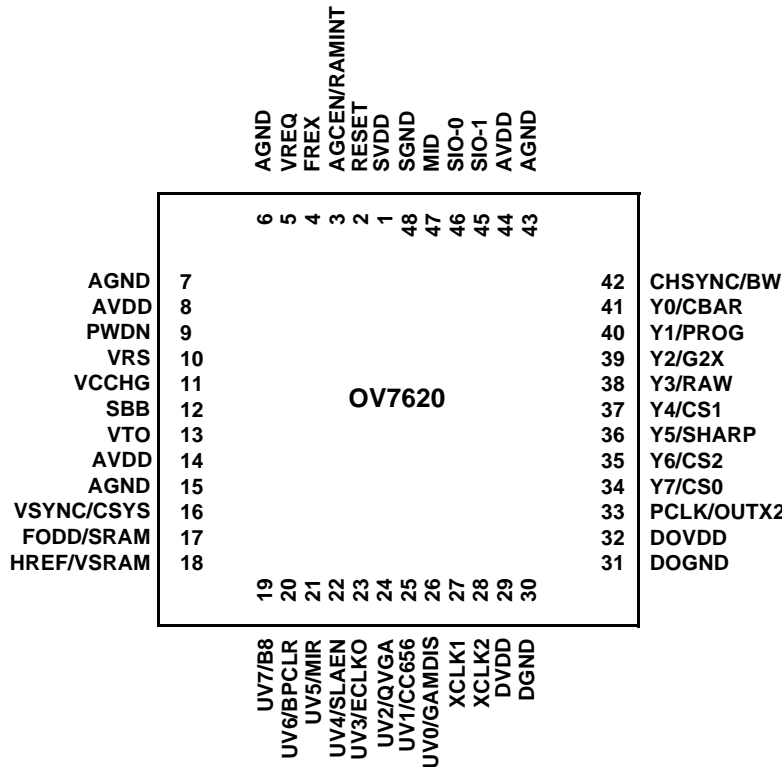 AGND
VREQ
FREX
AGCEN/RAMINT
RESET
SVDD
SGND
MID
SIO-0
SIO-1
AVDD
AGND
6
5
4
3
2
1
48
47
46
45
44
43
AGND 7
AVDD 8
PWDN 9
VRS 10
VCCHG 11
SBB 12
VTO 13
AVDD 14
AGND 15
VSYNC/CSYS 16
FODD/SRAM 17
HREF/VSRAM 18
OV7620
42 CHSYNC/BW
41 Y0/CBAR
40 Y1/PROG
39 Y2/G2X
38 Y3/RAW
37 Y4/CS1
36 Y5/SHARP
35 Y6/CS2
34 Y7/CS0
33 PCLK/OUTX2
32 DOVDD
31 DOGND
19
20
21
22
23
24
25
26
27
28
29
30
UV7/B8
UV6/BPCLR
UV5/MIR
UV4/SLAEN
UV3/ECLKO
UV2/QVGA
UV1/CC656
UV0/GAMDIS
XCLK1
XCLK2
DVDD
DGND